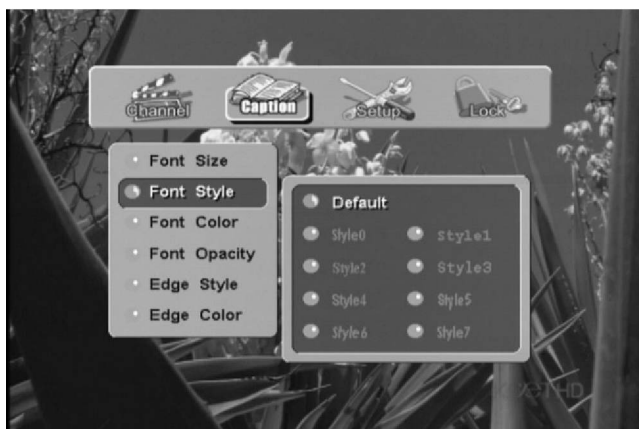 Channel Caption Setup Lock
Font Size
Font Style
Font Color
Font Opacity
Edge Style
Edge Color
Default
Style0 Style1
Style2 Style3
Style4 Style5
Style6 Style7
HD